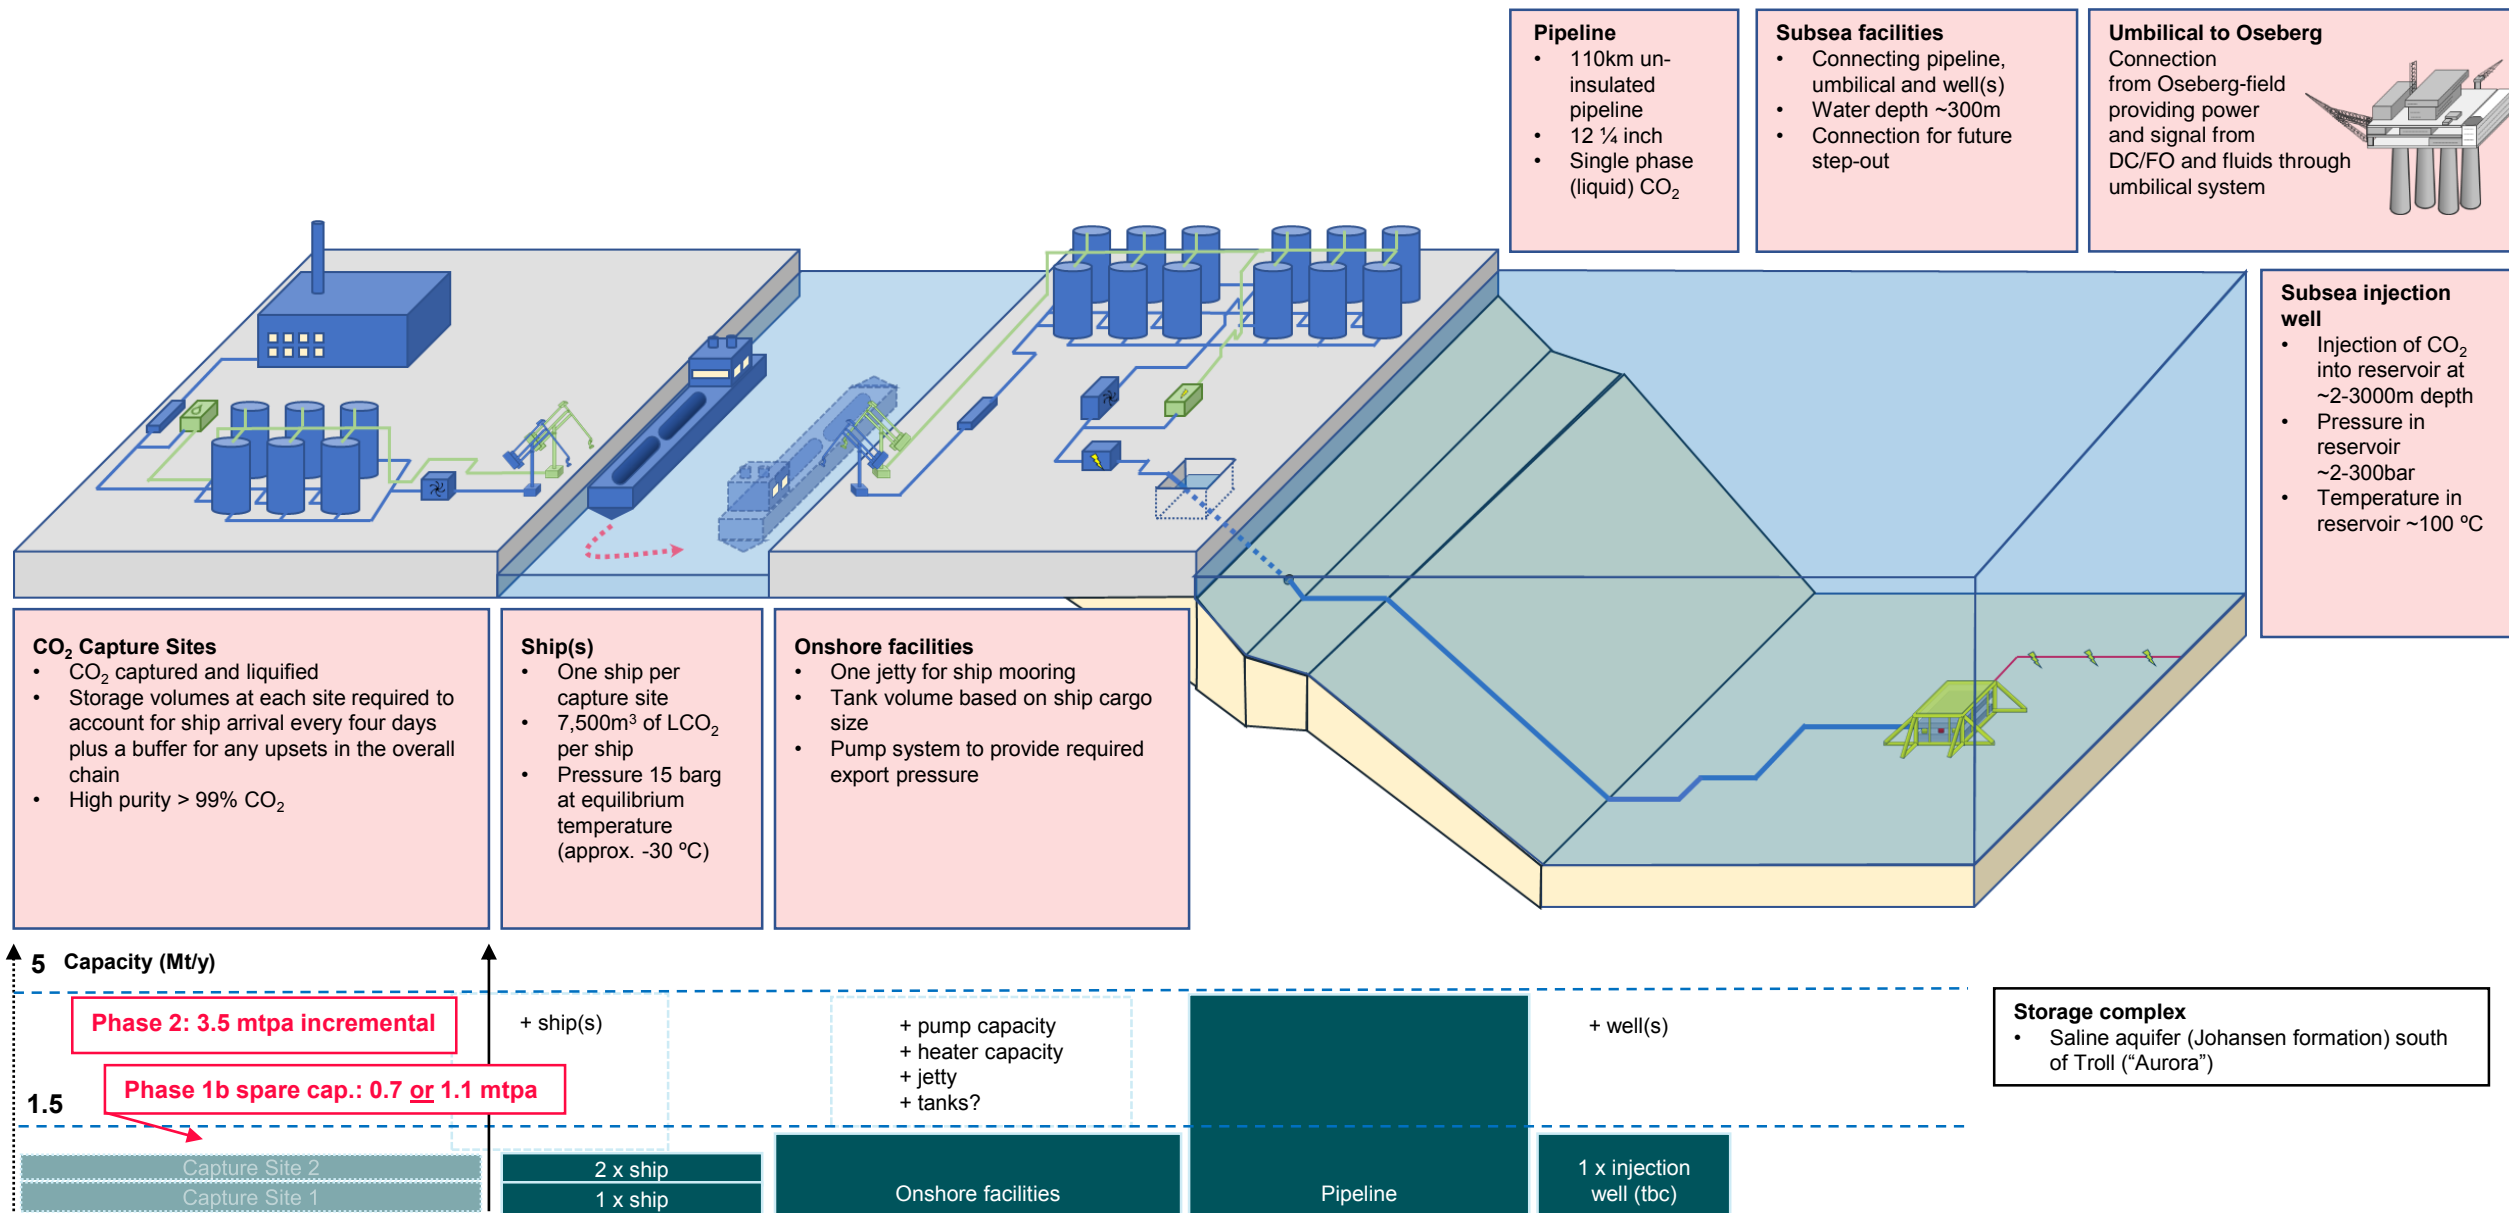 Pipeline
• 110km un-
insulated
pipeline
• 12 ¼ inch
• Single phase
(liquid) CO₂
Subsea facilities
• Connecting pipeline,
umbilical and well(s)
• Water depth ~300m
• Connection for future
step-out
Umbilical to Oseberg
Connection
from Oseberg-field
providing power
and signal from
DC/FO and fluids through
umbilical system
Subsea injection
well
• Injection of CO₂
into reservoir at
~2-3000m depth
• Pressure in
reservoir
~2-300bar
• Temperature in
reservoir ~100 ºC
CO₂ Capture Sites
• CO₂ captured and liquified
• Storage volumes at each site required to
account for ship arrival every four days
plus a buffer for any upsets in the overall
chain
• High purity > 99% CO₂
Ship(s)
• One ship per
capture site
• 7,500m³ of LCO₂
per ship
• Pressure 15 barg
at equilibrium
temperature
(approx. -30 ºC)
Onshore facilities
• One jetty for ship mooring
• Tank volume based on ship cargo
size
• Pump system to provide required
export pressure
5 Capacity (Mt/y)
Phase 2: 3.5 mtpa incremental
Phase 1b spare cap.: 0.7 or 1.1 mtpa
1.5
Capture Site 2
Capture Site 1
+ ship(s)
2 x ship
1 x ship
+ pump capacity
+ heater capacity
+ jetty
+ tanks?
Onshore facilities
Pipeline
+ well(s)
1 x injection
well (tbc)
Storage complex
• Saline aquifer (Johansen formation) south
of Troll (“Aurora”)